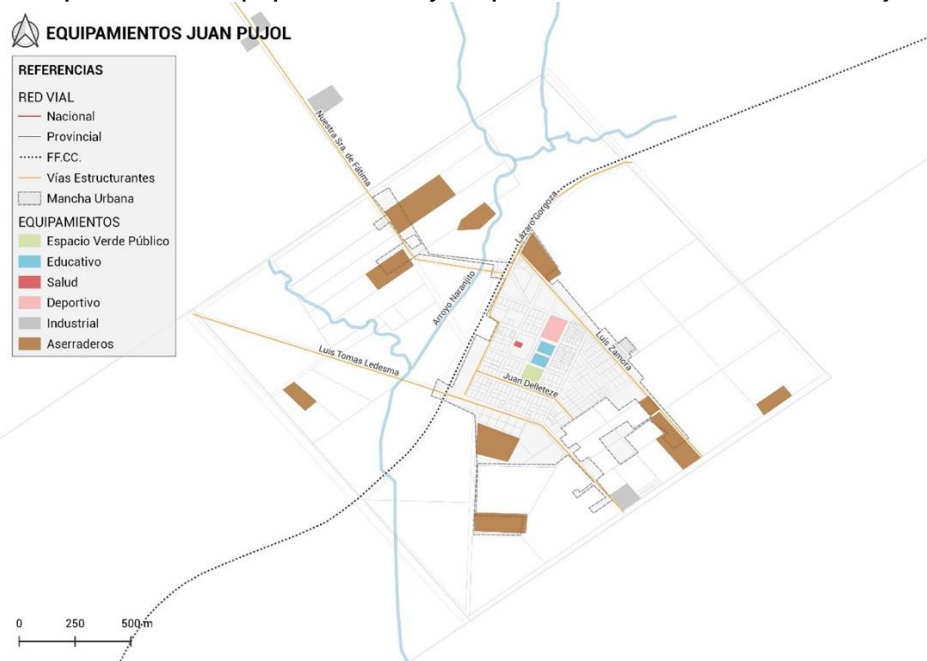 EQUIPAMIENTOS JUAN PUJOL
REFERENCIAS
RED VIAL
Nacional
Provincial
FF.CC.
Vías Estructurantes
Mancha Urbana
EQUIPAMIENTOS
Espacio Verde Público
Educativo
Salud
Deportivo
Industrial
Aserraderos
Nuestra Sra. de Fátima
Lázaro Gorgoza
Arroyo Naranjito
Luis Zamora
Luis Tomas Ledesma
Juan Delleteze
0 250 500 m